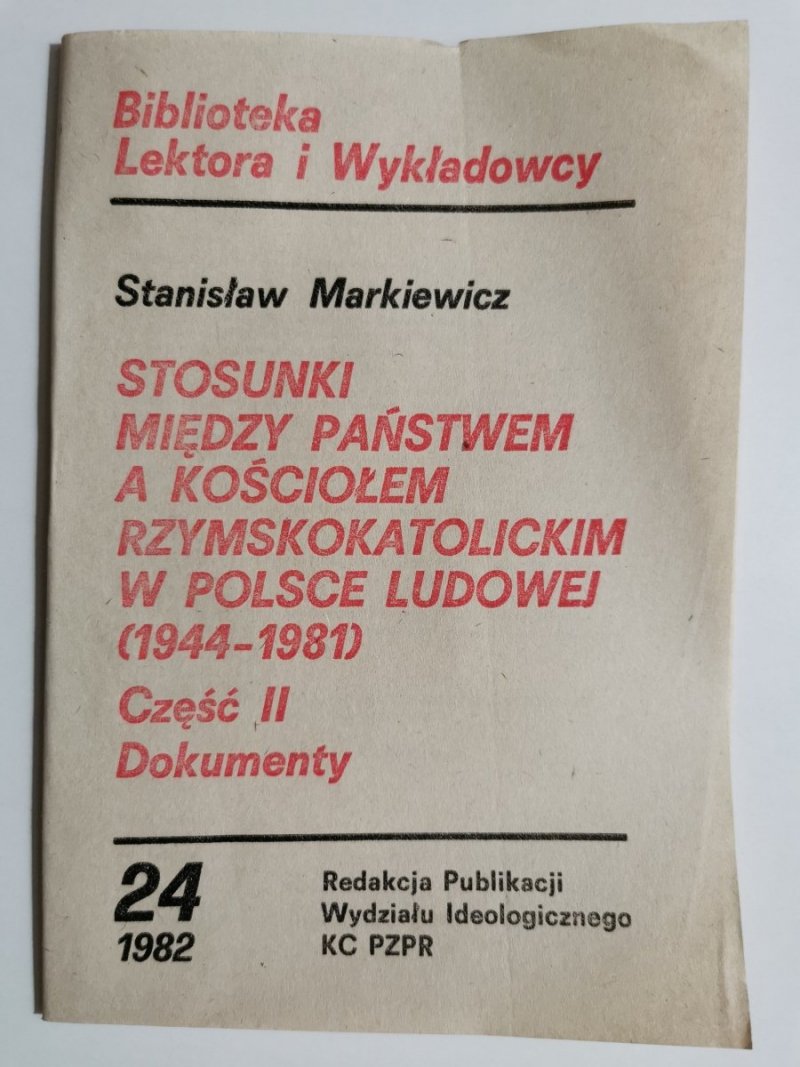 Biblioteka
Lektora i Wykładowcy
Stanisław Markiewicz
STOSUNKI
MIĘDZY PAŃSTWEM
A KOŚCIOŁEM
RZYMSKOKATOLICKIM
W POLSCE LUDOWEJ
(1944-1981)
Część II
Dokumenty
24
1982
Redakcja Publikacji
Wydziału Ideologicznego
KC PZPR